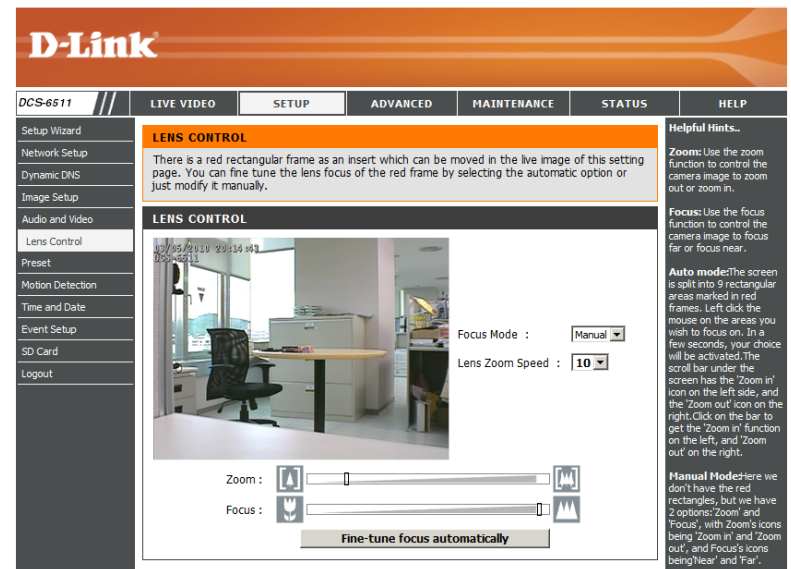 D-Link
DCS-6511
LIVE VIDEO
SETUP
ADVANCED
MAINTENANCE
STATUS
HELP
Setup Wizard
Network Setup
Dynamic DNS
Image Setup
Audio and Video
Lens Control
Preset
Motion Detection
Time and Date
Event Setup
SD Card
Logout
LENS CONTROL
There is a red rectangular frame as an insert which can be moved in the live image of this setting
page. You can fine tune the lens focus of the red frame by selecting the automatic option or
just modify it manually.
LENS CONTROL
03/05/2010 20:14:43
DCS-6511
Focus Mode :
Manual
Lens Zoom Speed :
10
Zoom :
Focus :
Fine-tune focus automatically
Helpful Hints..
Zoom: Use the zoom
function to control the
camera image to zoom
out or zoom in.
Focus: Use the focus
function to control the
camera image to focus
far or focus near.
Auto mode:The screen
is split into 9 rectangular
areas marked in red
frames. Left click the
mouse on the areas you
wish to focus on. In a
few seconds, your choice
will be activated.The
scroll bar under the
screen has the 'Zoom in'
icon on the left side, and
the 'Zoom out' icon on the
right.Click on the bar to
get the 'Zoom in' function
on the left, and 'Zoom
out' on the right.
Manual Mode:Here we
don't have the red
rectangles, but we have
2 options:'Zoom' and
'Focus', with Zoom's icons
being 'Zoom in' and 'Zoom
out', and Focus's icons
being'Near' and 'Far'.